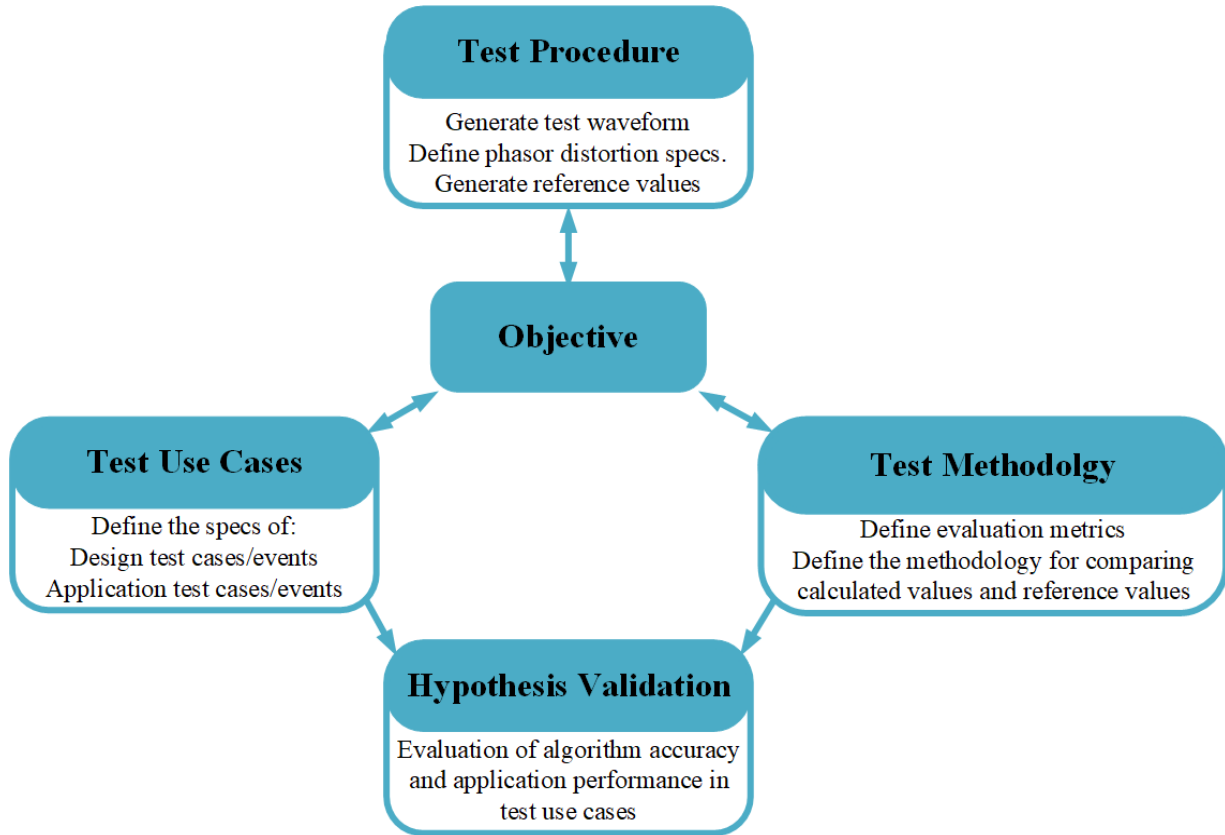 Test Procedure
Generate test waveform
Define phasor distortion specs.
Generate reference values
Objective
Test Use Cases
Define the specs of:
Design test cases/events
Application test cases/events
Test Methodolgy
Define evaluation metrics
Define the methodology for comparing
calculated values and reference values
Hypothesis Validation
Evaluation of algorithm accuracy
and application performance in
test use cases